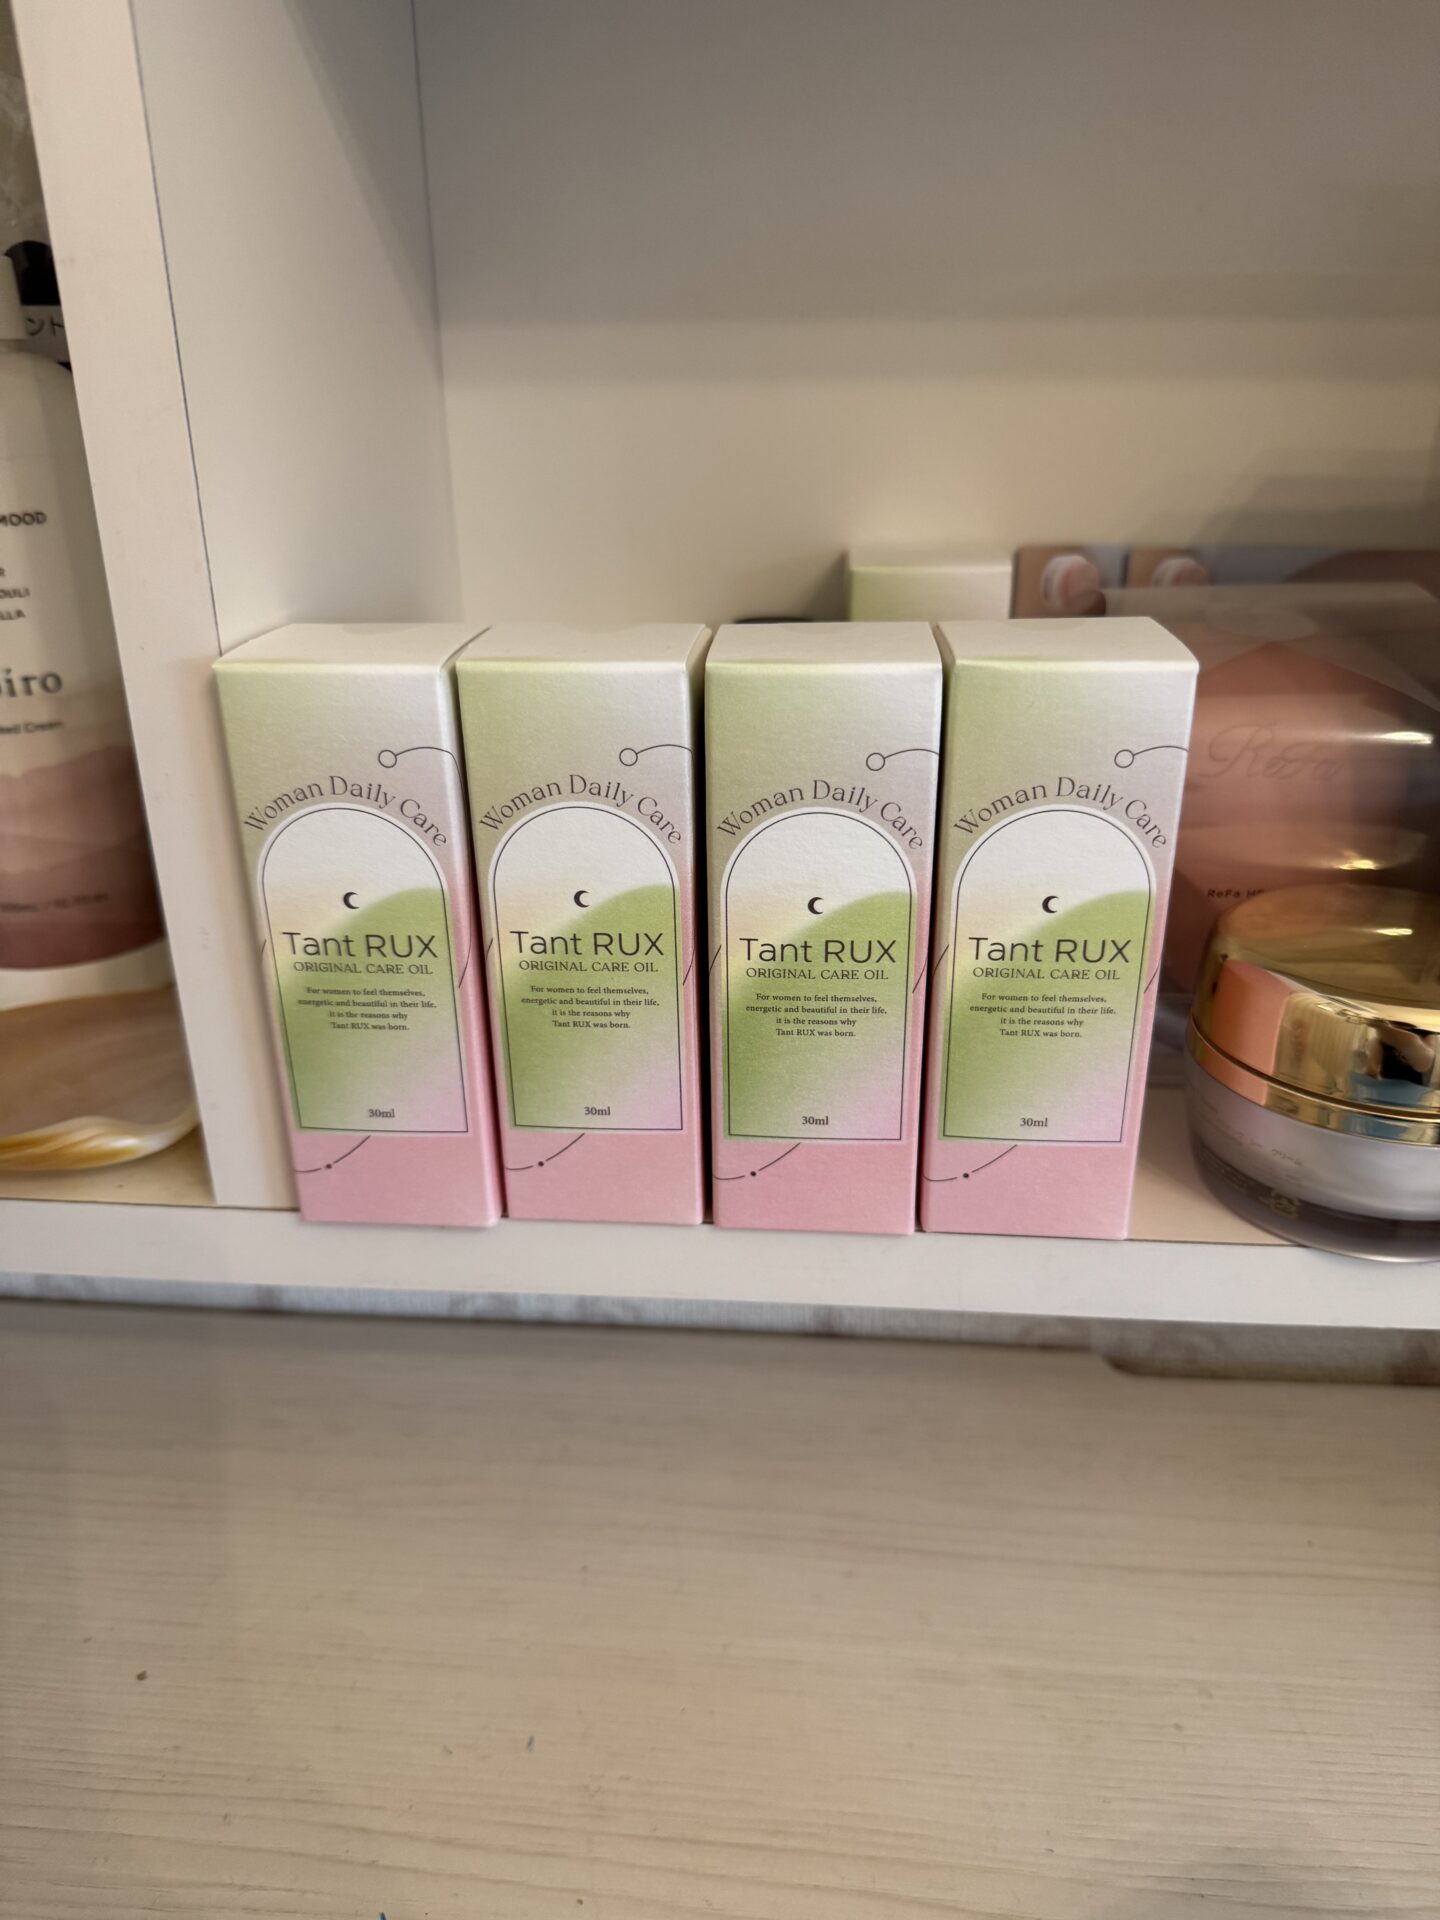 ント
MOOD
iro
Woman Daily Care
Tant RUX
ORIGINAL CARE OIL
For women to feel themselves,
energetic and beautiful in their life,
it is the reasons why
Tant RUX was born.
30ml
Woman Daily Care
Tant RUX
ORIGINAL CARE OIL
For women to feel themselves,
energetic and beautiful in their life,
it is the reasons why
Tant RUX was born.
30ml
Woman Daily Care
Tant RUX
ORIGINAL CARE OIL
For women to feel themselves,
energetic and beautiful in their life,
it is the reasons why
Tant RUX was born.
30ml
Woman Daily Care
Tant RUX
ORIGINAL CARE OIL
For women to feel themselves,
energetic and beautiful in their life,
it is the reasons why
Tant RUX was born.
30ml
ReFa